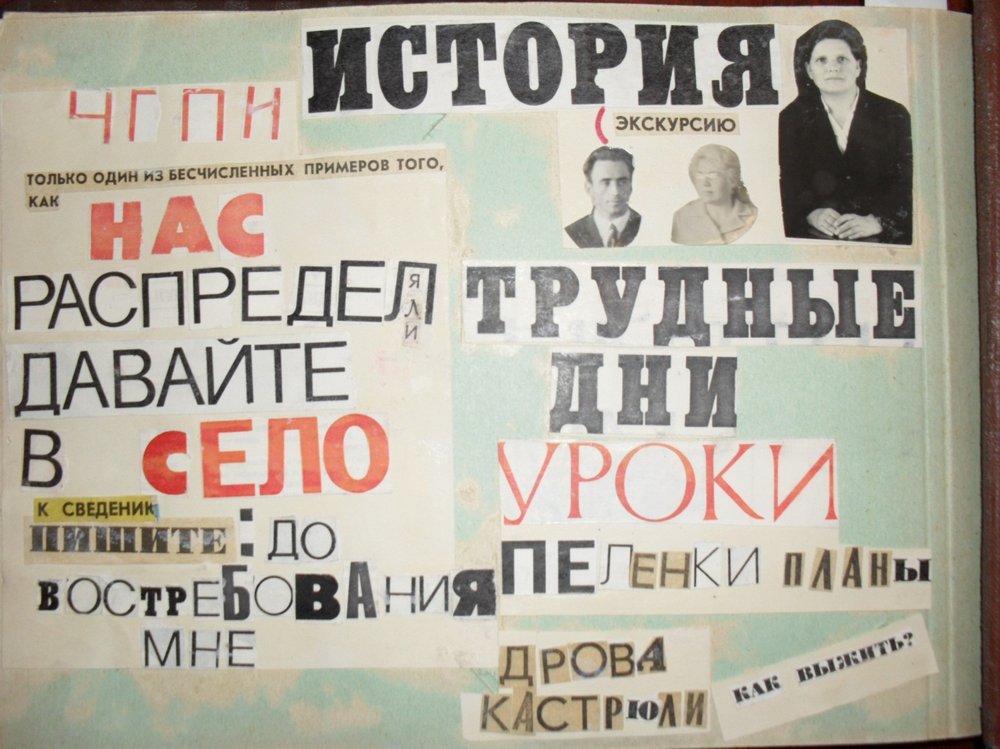 ИСТОРИЯ
ЧГПИ
ЭКСКУРСИЮ
ТОЛЬКО ОДИН ИЗ БЕСЧИСЛЕННЫХ ПРИМЕРОВ ТОГО,
КАК
НАС
РАСПРЕДЕЛЯЛИ
ДАВАЙТЕ
В СЕЛО
К СВЕДЕНИЮ
ПИШИТЕ: ДО
ВОСТРЕБОВАНИЯ
МНЕ
ТРУДНЫЕ
ДНИ
УРОКИ
ПЕЛЕНКИ ПЛАНЫ
ДРОВА
КАСТРЮЛИ
КАК ВЫЖИТЬ?